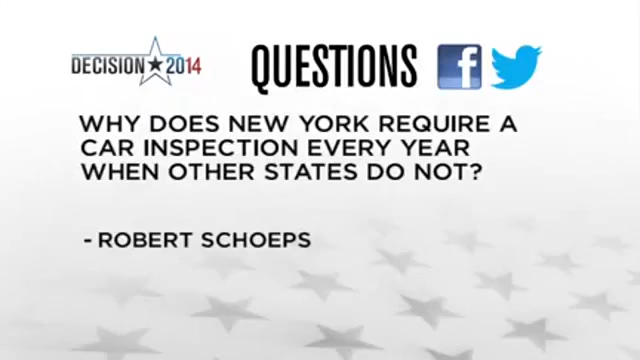 DECISION★2014
QUESTIONS
WHY DOES NEW YORK REQUIRE A
CAR INSPECTION EVERY YEAR
WHEN OTHER STATES DO NOT?
- ROBERT SCHOEPS